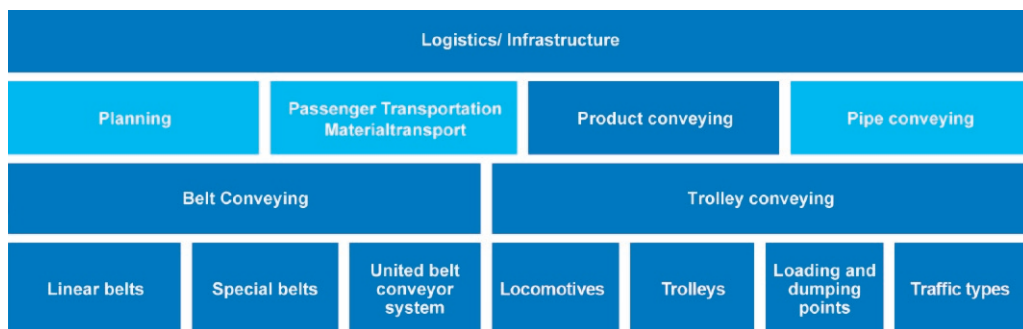 Logistics/ Infrastructure
Planning
Passenger Transportation
Materialtransport
Product conveying
Pipe conveying
Belt Conveying
Trolley conveying
Linear belts
Special belts
United belt
conveyor
system
Locomotives
Trolleys
Loading and
dumping
points
Traffic types